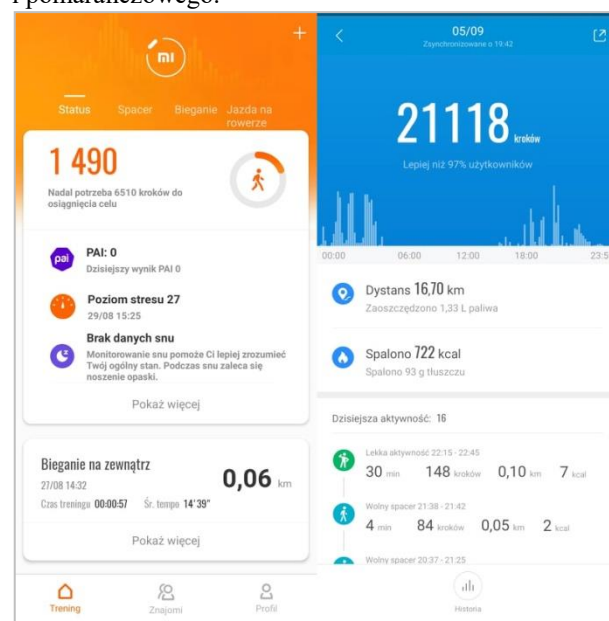 i pomarańczowego.
mi
+
Status Spacer Bieganie Jazda na
rowerze
1 490
Nadal potrzeba 6510 kroków do
osiągnięcia celu
pai
PAI: 0
Dzisiejszy wynik PAI 0
Poziom stresu 27
29/08 15:25
Brak danych snu
Monitorowanie snu pomoże Ci lepiej zrozumieć
Twój ogólny stan. Podczas snu zaleca się
noszenie opaski.
Pokaż więcej
Bieganie na zewnątrz
27/08 14:32
0,06 km
Czas treningu 00:00:57 Śr. tempo 14'39"
Pokaż więcej
Trening Znajomi Profil
05/09
Zsynchronizowane o 19:42
21118 kroków
Lepiej niż 97% użytkowników
00:00 06:00 12:00 18:00 23:5
Dystans 16,70 km
Zaoszczędzono 1,33 L paliwa
Spalono 722 kcal
Spalono 93 g tłuszczu
Dzisiejsza aktywność: 16
Lekka aktywność 22:15 - 22:45
30 min 148 kroków 0,10 km 7 kcal
Wolny spacer 21:38 - 21:42
4 min 84 kroków 0,05 km 2 kcal
Wolny spacer 20:37 - 21:25
Historia